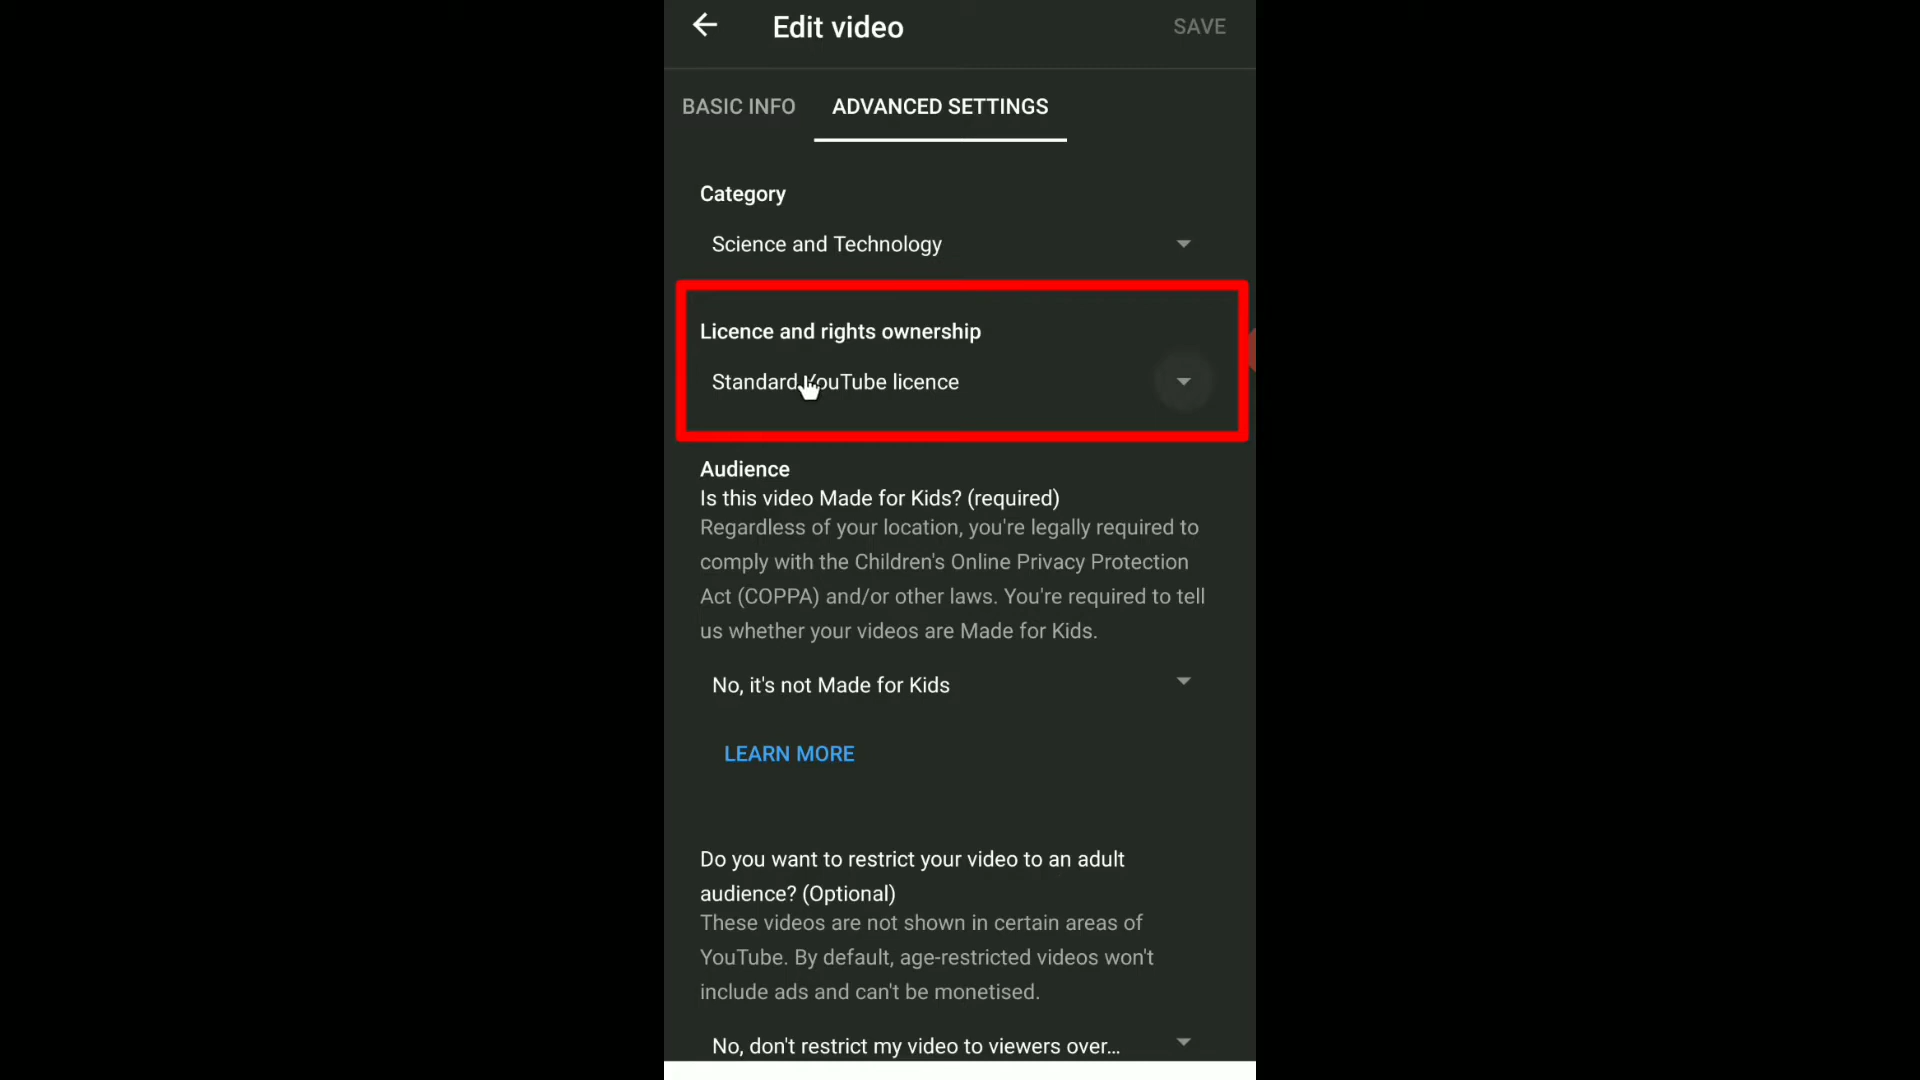 Edit video
SAVE
BASIC INFO
ADVANCED SETTINGS
Category
Science and Technology
Licence and rights ownership
Standard YouTube licence
Audience
Is this video Made for Kids? (required)
Regardless of your location, you're legally required to
comply with the Children's Online Privacy Protection
Act (COPPA) and/or other laws. You're required to tell
us whether your videos are Made for Kids.
No, it's not Made for Kids
LEARN MORE
Do you want to restrict your video to an adult
audience? (Optional)
These videos are not shown in certain areas of
YouTube. By default, age-restricted videos won't
include ads and can't be monetised.
No, don't restrict my video to viewers over...